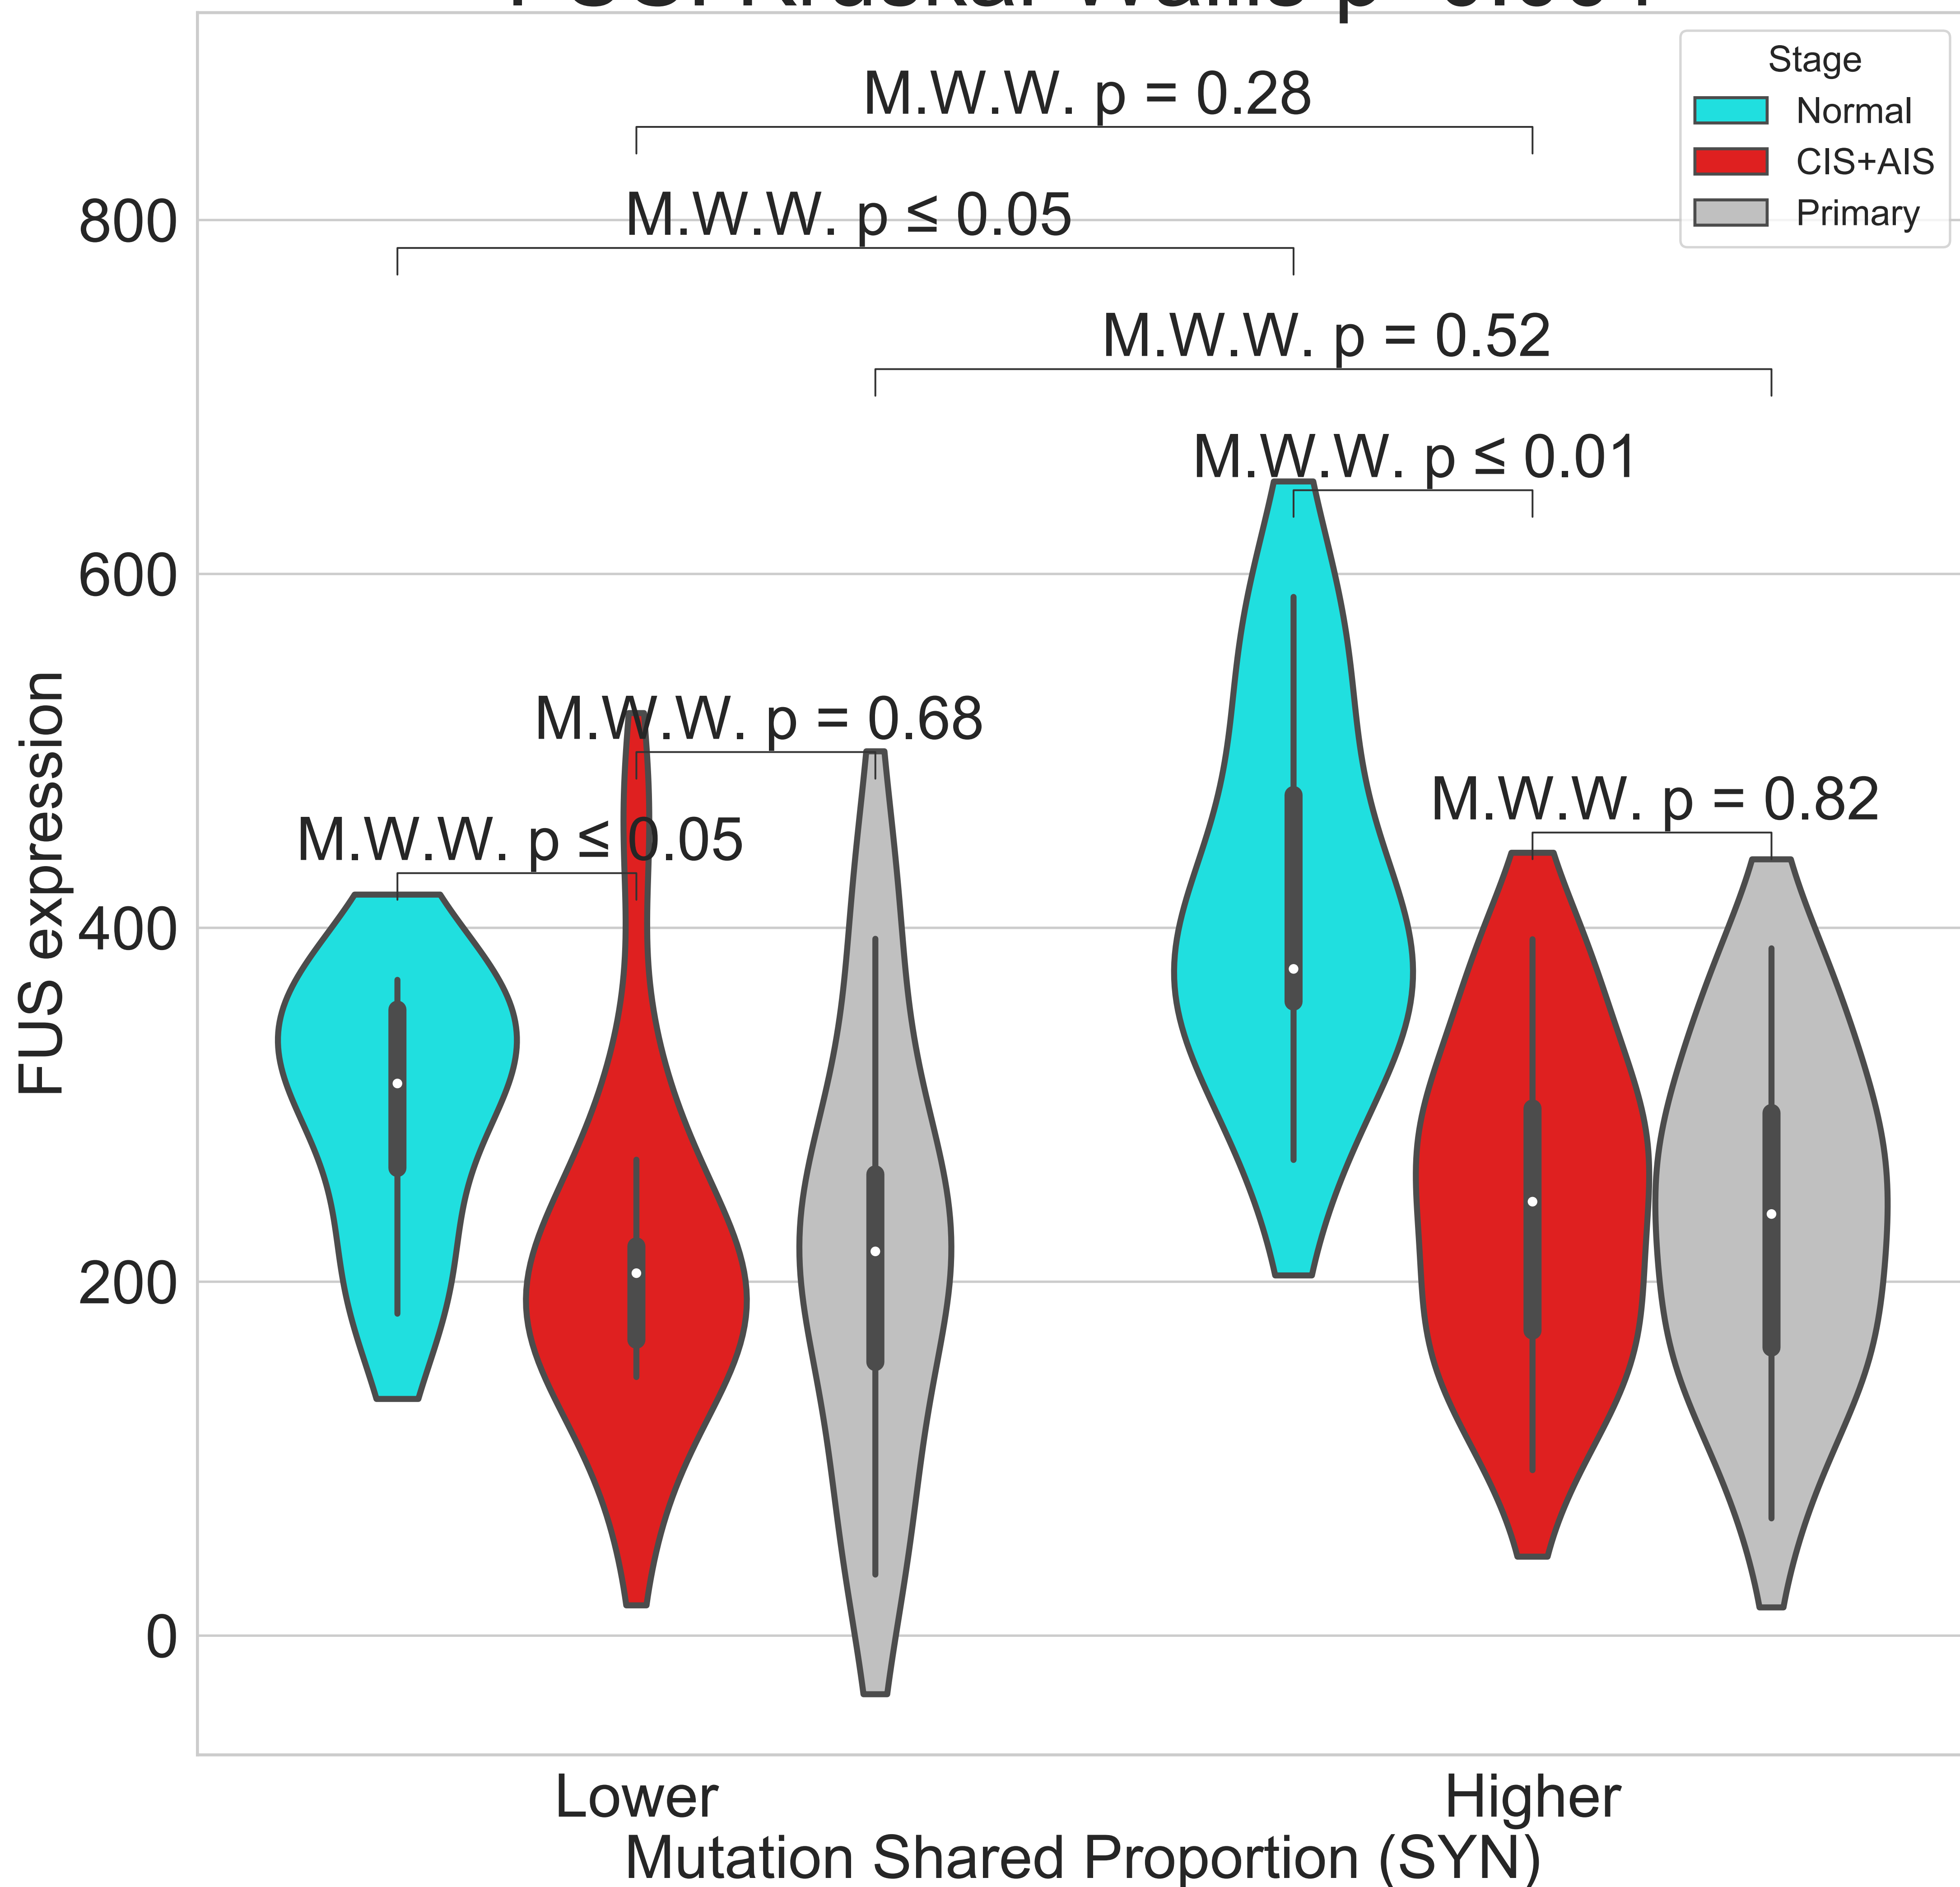 Stage
Normal
CIS+AIS
Primary
M.W.W. p = 0.28
M.W.W. p ≤ 0.05
M.W.W. p = 0.52
M.W.W. p ≤ 0.01
M.W.W. p = 0.68
M.W.W. p = 0.82
M.W.W. p ≤ 0.05
800
600
400
200
0
FUS expression
Lower
Higher
Mutation Shared Proportion (SYN)